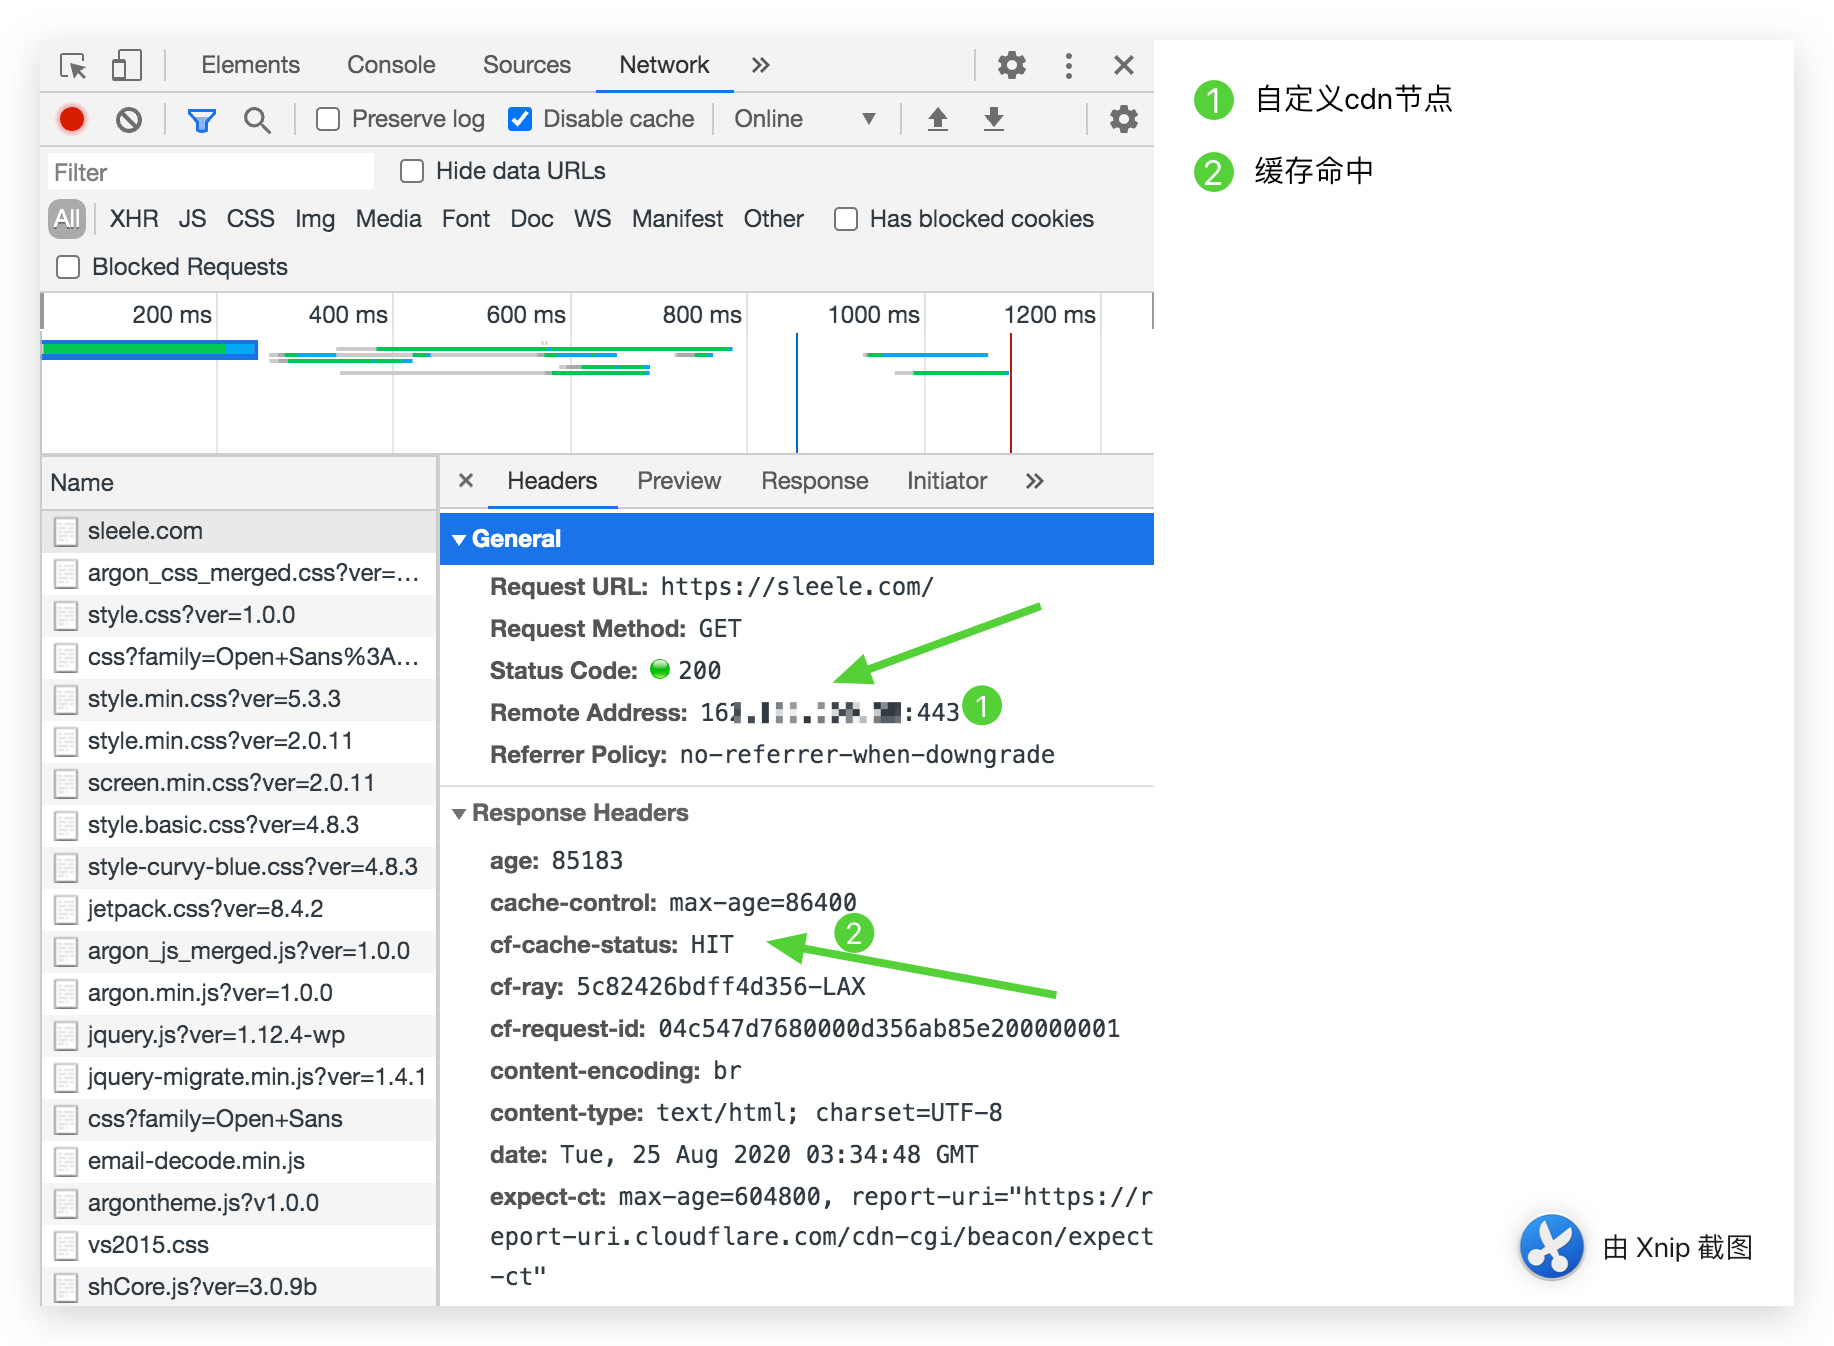 Elements Console Sources Network
Preserve log Disable cache Online
Filter Hide data URLs
All XHR JS CSS Img Media Font Doc WS Manifest Other Has blocked cookies
Blocked Requests
200 ms 400 ms 600 ms 800 ms 1000 ms 1200 ms
Name
sleele.com
argon_css_merged.css?ver=...
style.css?ver=1.0.0
css?family=Open+Sans%3A...
style.min.css?ver=5.3.3
style.min.css?ver=2.0.11
screen.min.css?ver=2.0.11
style.basic.css?ver=4.8.3
style-curvy-blue.css?ver=4.8.3
jetpack.css?ver=8.4.2
argon_js_merged.js?ver=1.0.0
argon.min.js?ver=1.0.0
jquery.js?ver=1.12.4-wp
jquery-migrate.min.js?ver=1.4.1
css?family=Open+Sans
email-decode.min.js
argontheme.js?v1.0.0
vs2015.css
shCore.js?ver=3.0.9b
Headers Preview Response Initiator
General
Request URL: https://sleele.com/
Request Method: GET
Status Code: 200
Remote Address: :443 1
Referrer Policy: no-referrer-when-downgrade
Response Headers
age: 85183
cache-control: max-age=86400
cf-cache-status: HIT 2
cf-ray: 5c82426bdff4d356-LAX
cf-request-id: 04c547d7680000d356ab85e200000001
content-encoding: br
content-type: text/html; charset=UTF-8
date: Tue, 25 Aug 2020 03:34:48 GMT
expect-ct: max-age=604800, report-uri="https://r
eport-uri.cloudflare.com/cdn-cgi/beacon/expect
-ct"
1 自定义cdn节点
2 缓存命中
由 Xnip 截图